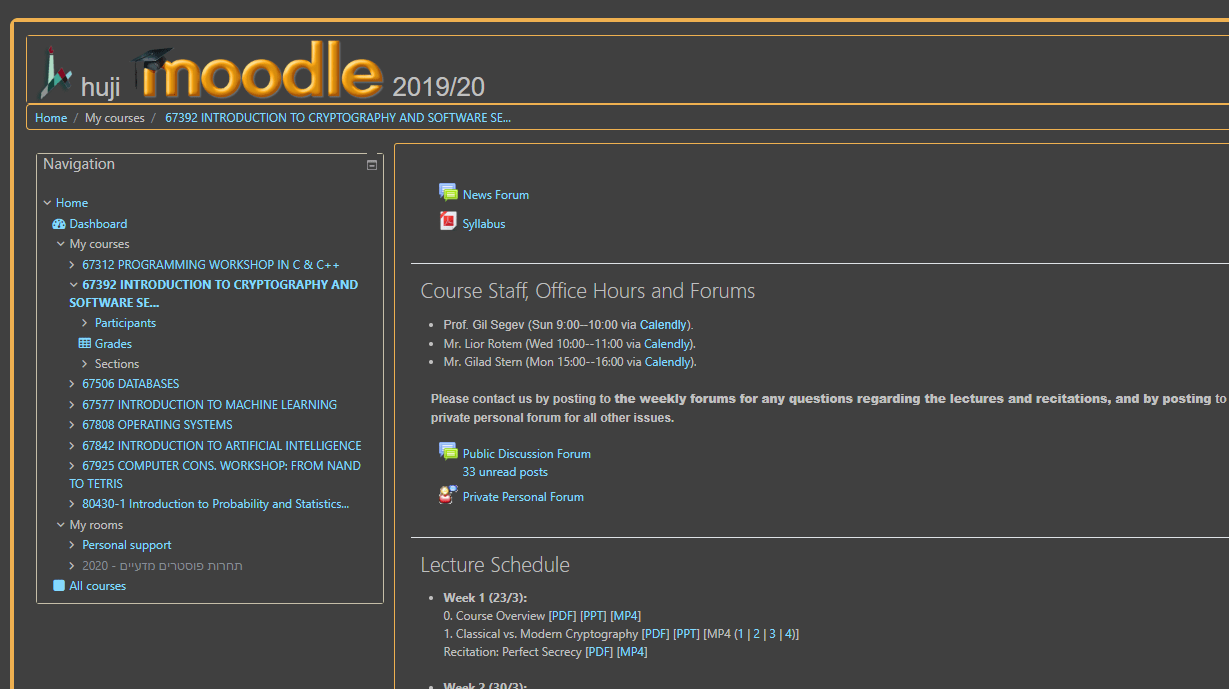 huji moodle 2019/20
Home / My courses / 67392 INTRODUCTION TO CRYPTOGRAPHY AND SOFTWARE SE...
Navigation
Home
Dashboard
My courses
67312 PROGRAMMING WORKSHOP IN C & C++
67392 INTRODUCTION TO CRYPTOGRAPHY AND
SOFTWARE SE...
Participants
Grades
Sections
67506 DATABASES
67577 INTRODUCTION TO MACHINE LEARNING
67808 OPERATING SYSTEMS
67842 INTRODUCTION TO ARTIFICIAL INTELLIGENCE
67925 COMPUTER CONS. WORKSHOP: FROM NAND
TO TETRIS
80430-1 Introduction to Probability and Statistics...
My rooms
Personal support
תחרות פוסטרים מדעיים - 2020
All courses
News Forum
Syllabus
Course Staff, Office Hours and Forums
• Prof. Gil Segev (Sun 9:00--10:00 via Calendly).
• Mr. Lior Rotem (Wed 10:00--11:00 via Calendly).
• Mr. Gilad Stern (Mon 15:00--16:00 via Calendly).
Please contact us by posting to the weekly forums for any questions regarding the lectures and recitations, and by posting to
private personal forum for all other issues.
Public Discussion Forum
33 unread posts
Private Personal Forum
Lecture Schedule
• Week 1 (23/3):
0. Course Overview [PDF] [PPT] [MP4]
1. Classical vs. Modern Cryptography [PDF] [PPT] [MP4 (1 | 2 | 3 | 4)]
Recitation: Perfect Secrecy [PDF] [MP4]
• Week 2 (30/3):